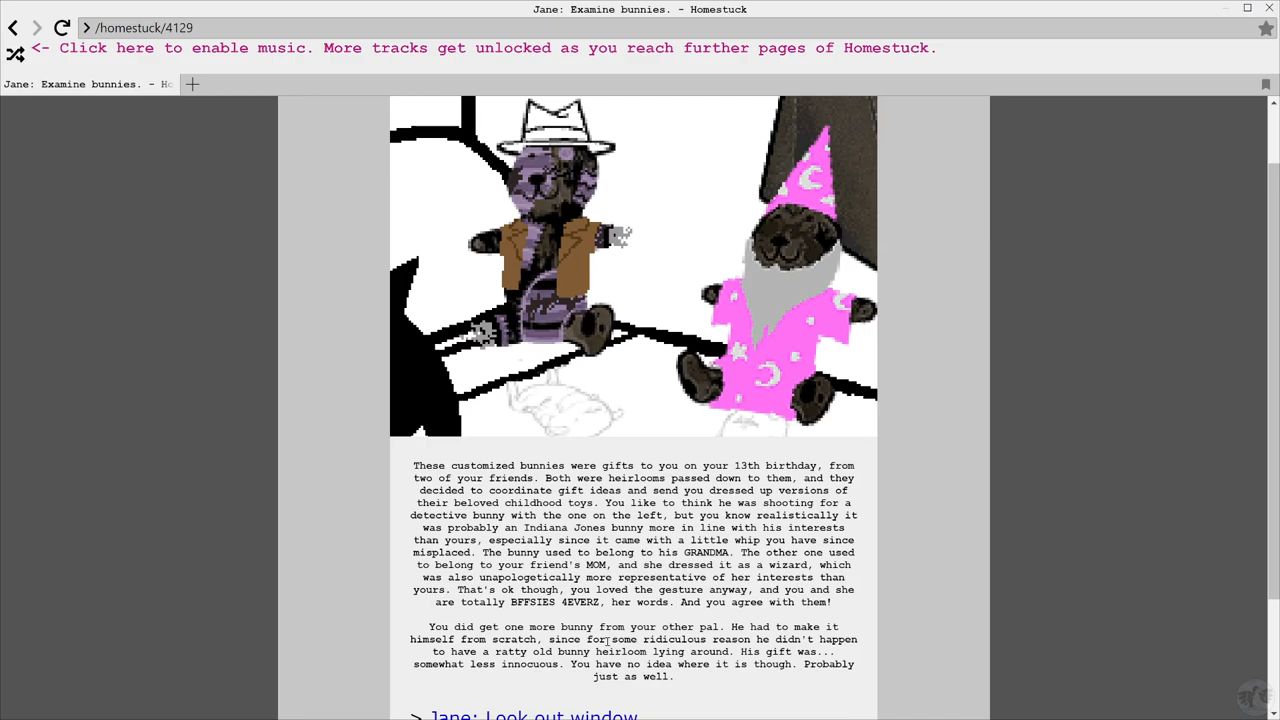 Jane: Examine bunnies. - Homestuck
/homestuck/4129
<- Click here to enable music. More tracks get unlocked as you reach further pages of Homestuck.
Jane: Examine bunnies. - Ho
These customized bunnies were gifts to you on your 13th birthday, from
two of your friends. Both were heirlooms passed down to them, and they
decided to coordinate gift ideas and send you dressed up versions of
their beloved childhood toys. You like to think he was shooting for a
detective bunny with the one on the left, but you know realistically it
was probably an Indiana Jones bunny more in line with his interests
than yours, especially since it came with a little whip you have since
misplaced. The bunny used to belong to his GRANDMA. The other one used
to belong to your friend's MOM, and she dressed it as a wizard, which
was also unapologetically more representative of her interests than
yours. That's ok though, you loved the gesture anyway, and you and she
are totally BFFSIES 4EVERZ, her words. And you agree with them!
You did get one more bunny from your other pal. He had to make it
himself from scratch, since for some ridiculous reason he didn't happen
to have a ratty old bunny heirloom lying around. His gift was...
somewhat less innocuous. You have no idea where it is though. Probably
just as well.
> Jane: Look out window.